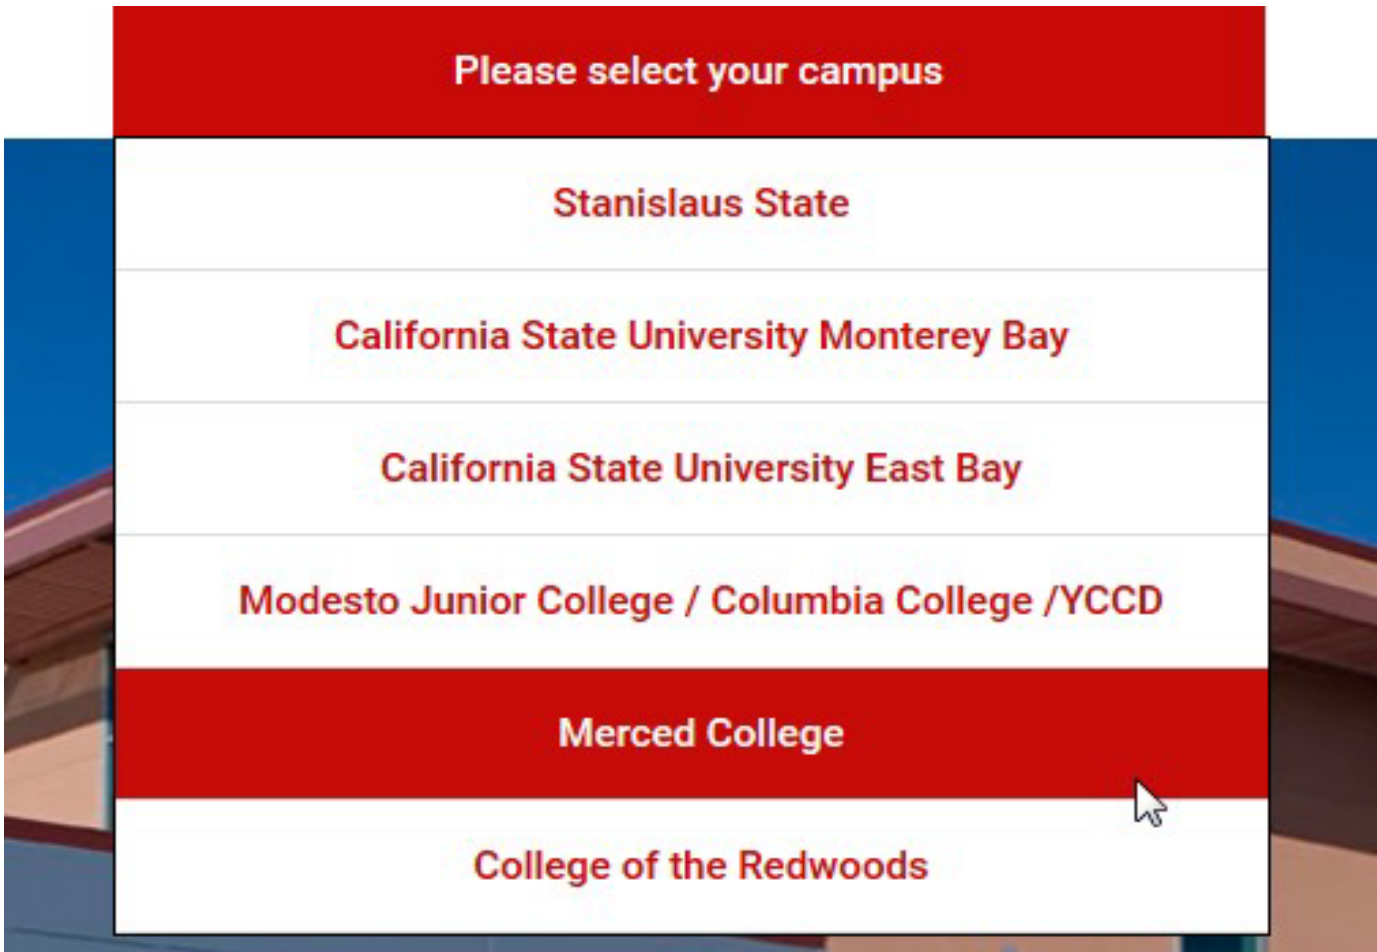 Please select your campus
Stanislaus State
California State University Monterey Bay
California State University East Bay
Modesto Junior College / Columbia College /YCCD
Merced College
College of the Redwoods